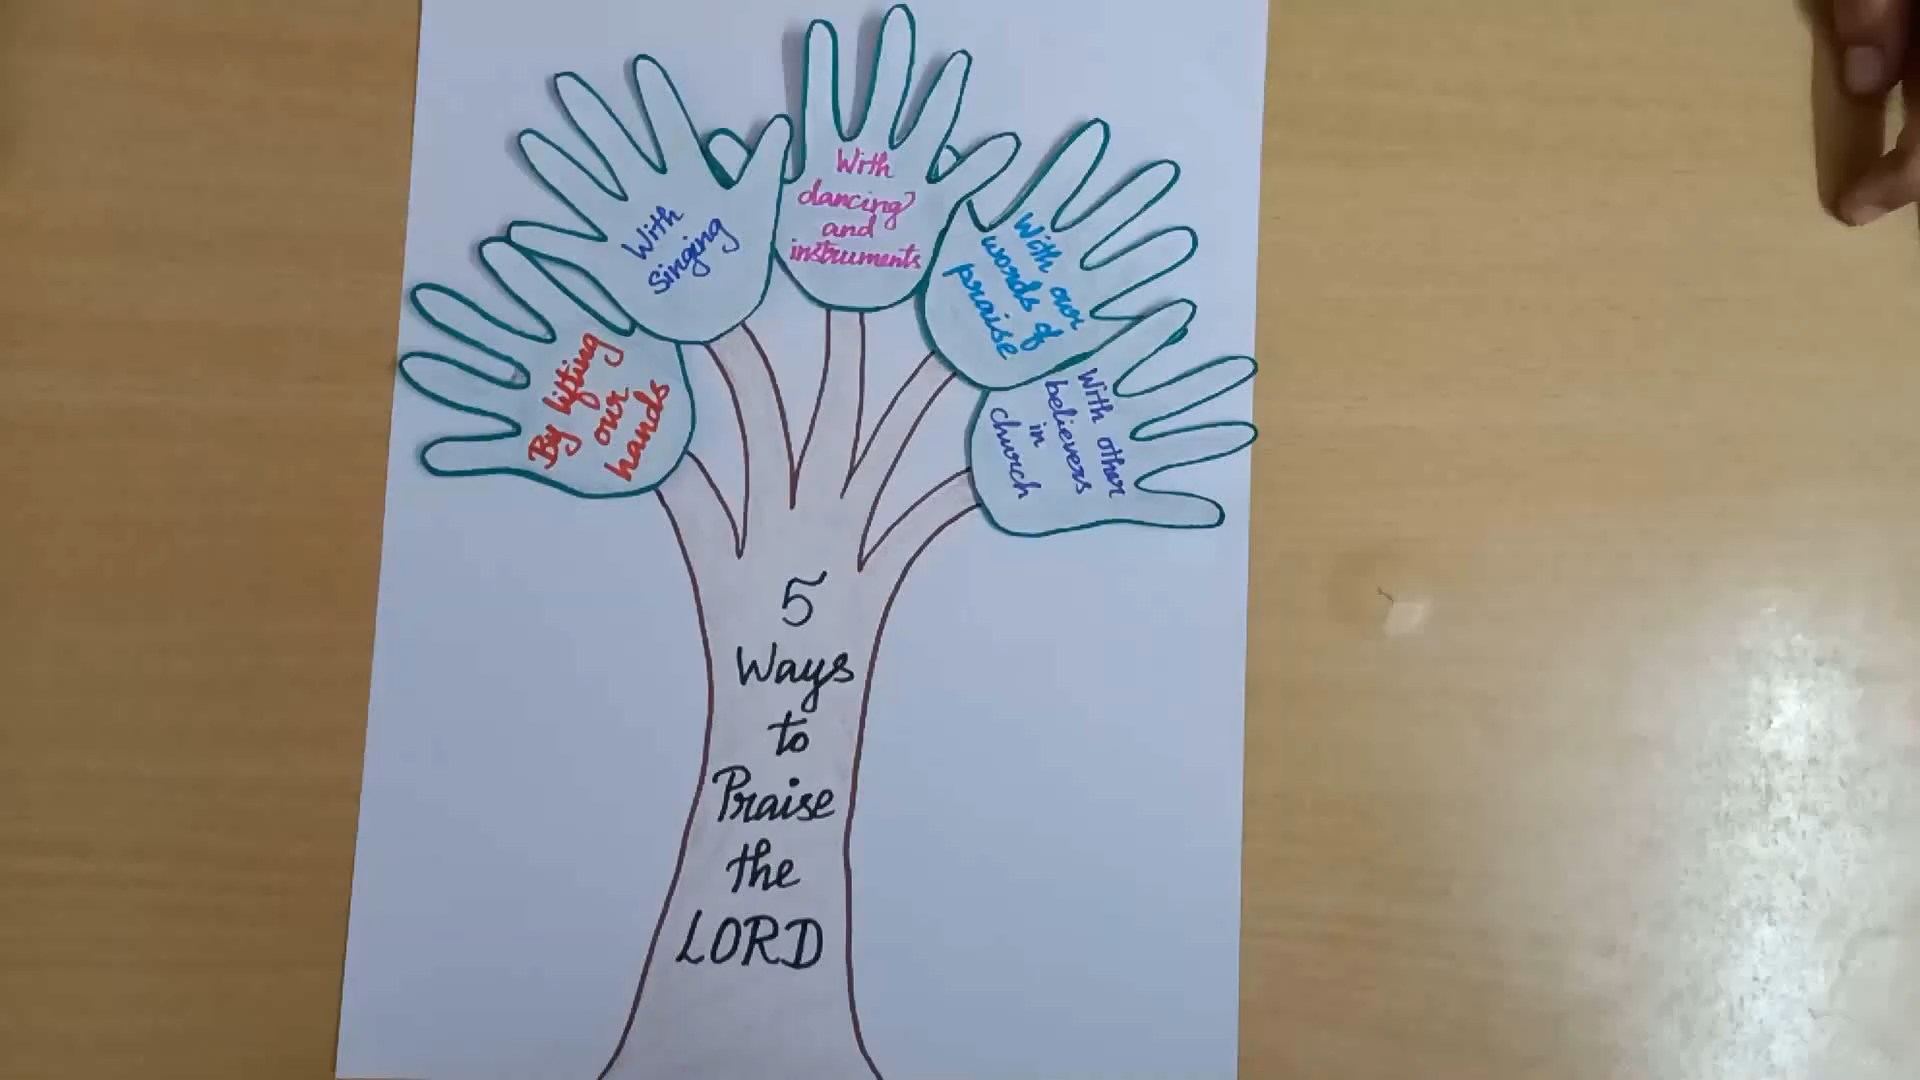 By lifting
our
hands
With
singing
With
dancing
and
instruments
With our
words of
praise
With other
believers
in
church
5
Ways
to
Praise
the
LORD